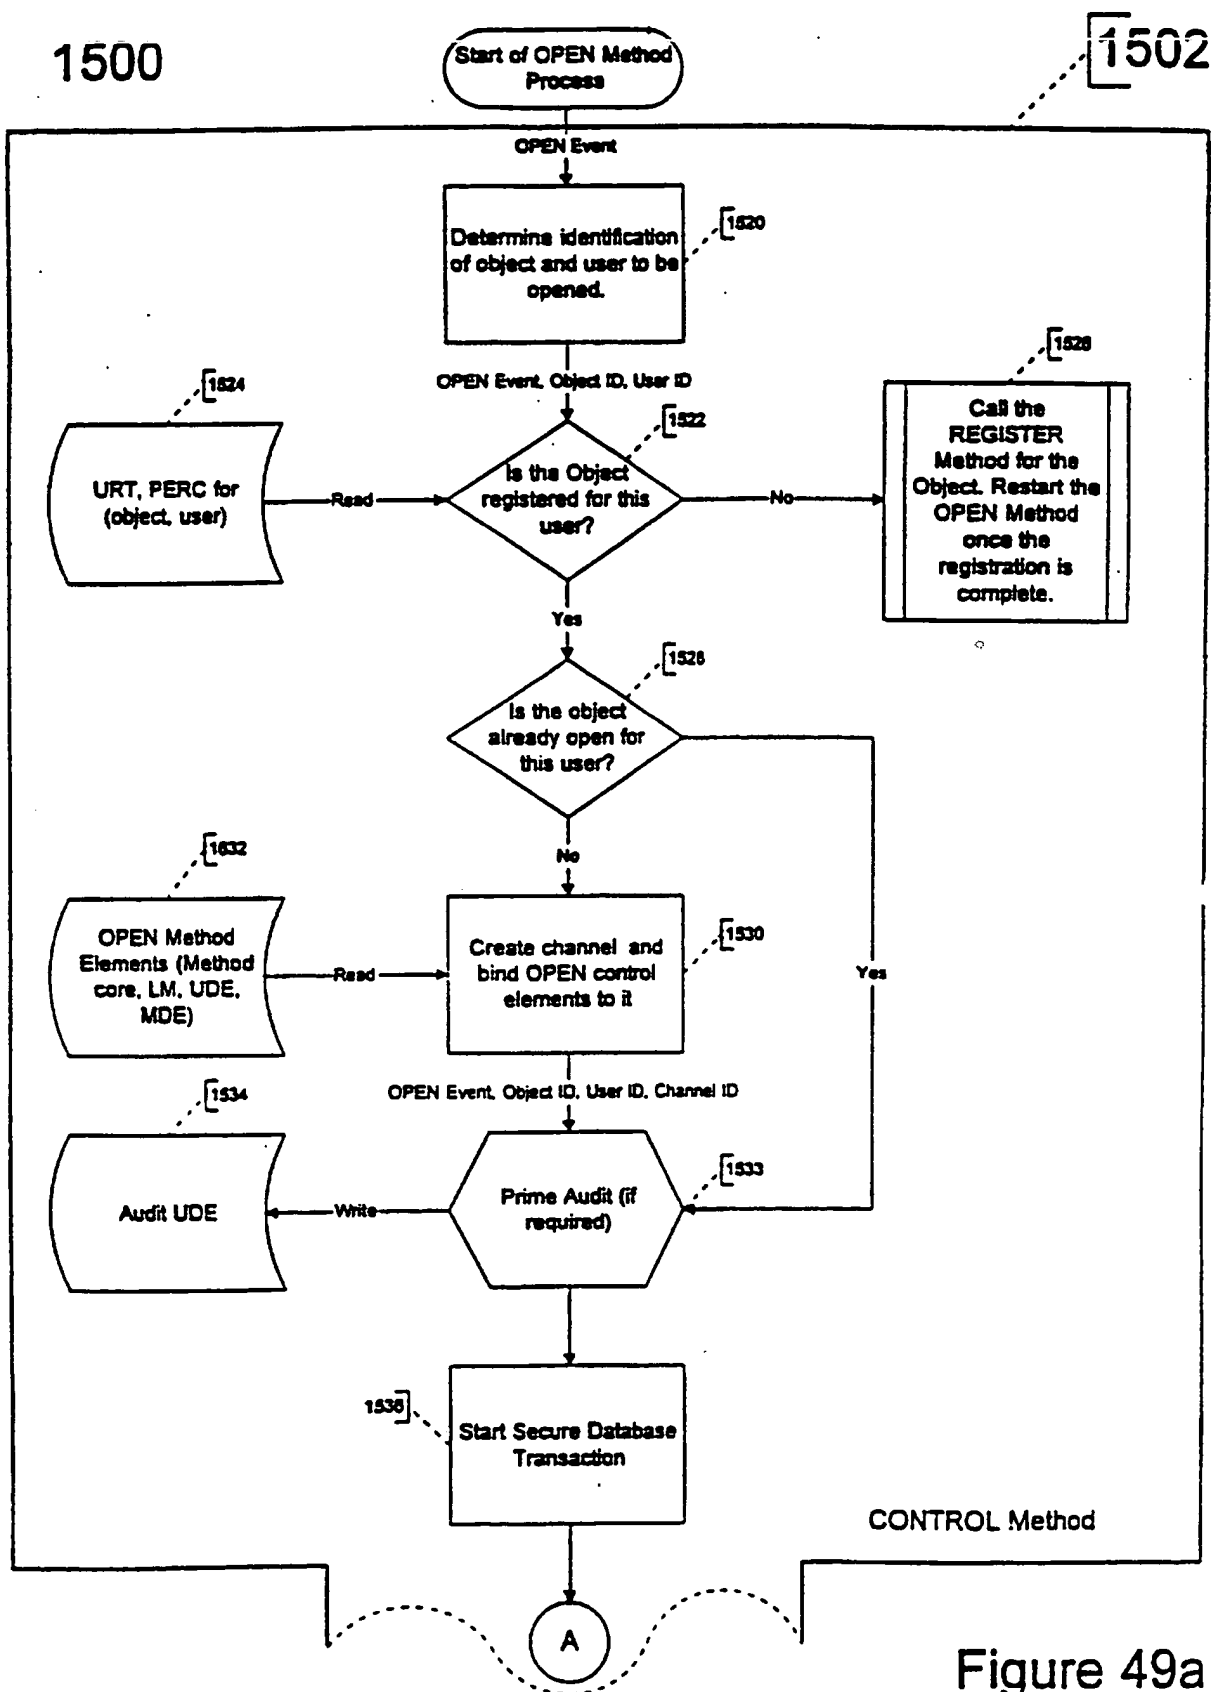 1500
1502
Start of OPEN Method
Process
OPEN Event
1520
Determine identification
of object and user to be
opened.
OPEN Event, Object ID, User ID
1524
1522
1526
URT, PERC for
(object, user)
Read
Is the Object
registered for this
user?
No
Call the
REGISTER
Method for the
Object. Restart the
OPEN Method
once the
registration is
complete.
Yes
1528
Is the object
already open for
this user?
No
Yes
1532
OPEN Method
Elements (Method
core, LM, UDE,
MDE)
Read
Create channel and
bind OPEN control
elements to it
1530
OPEN Event, Object ID, User ID, Channel ID
1534
1533
Audit UDE
Write
Prime Audit (if
required)
1536
Start Secure Database
Transaction
CONTROL Method
A
Figure 49a